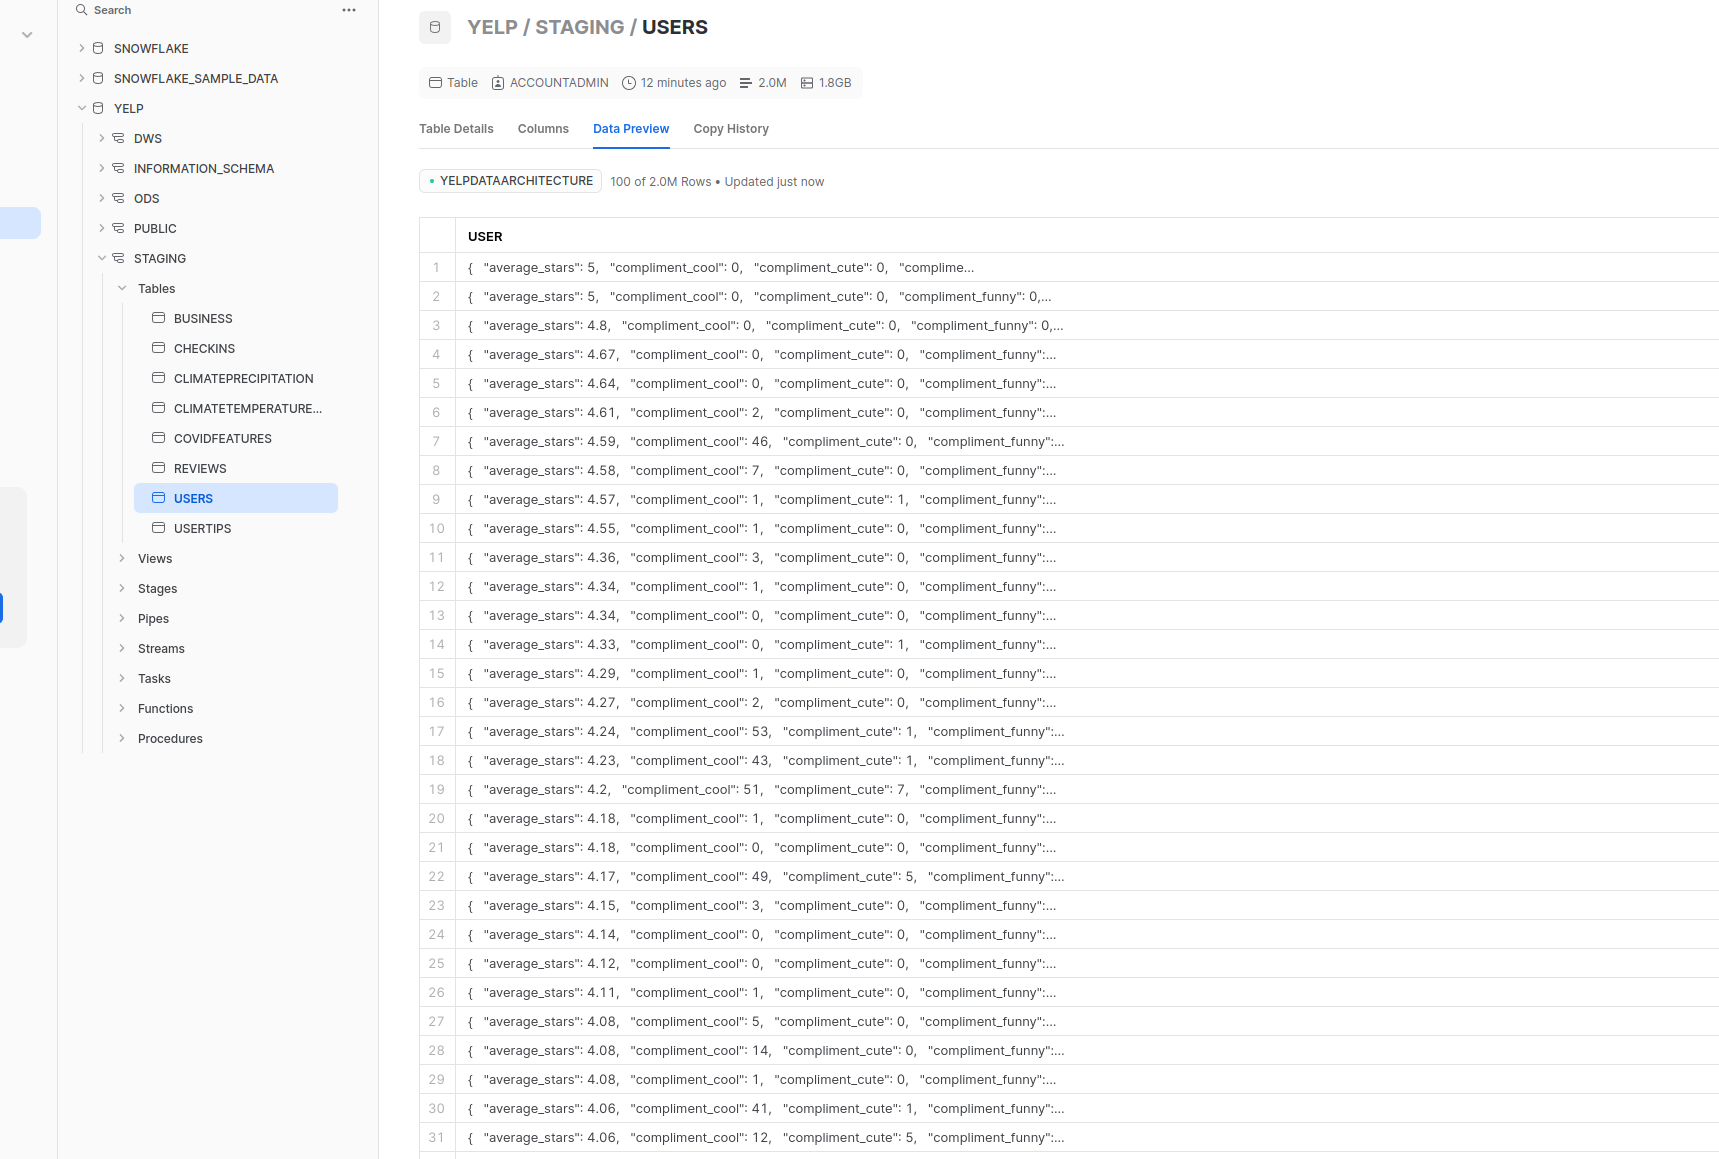 Search
SNOWFLAKE
SNOWFLAKE_SAMPLE_DATA
YELP
DWS
INFORMATION_SCHEMA
ODS
PUBLIC
STAGING
Tables
BUSINESS
CHECKINS
CLIMATEPRECIPITATION
CLIMATETEMPERATURE...
COVIDFEATURES
REVIEWS
USERS
USERTIPS
Views
Stages
Pipes
Streams
Tasks
Functions
Procedures
YELP / STAGING / USERS
Table ACCOUNTADMIN 12 minutes ago 2.0M 1.8GB
Table Details Columns Data Preview Copy History
YELPDATAARCHITECTURE 100 of 2.0M Rows • Updated just now
USER
1 { "average_stars": 5, "compliment_cool": 0, "compliment_cute": 0, "complime...
2 { "average_stars": 5, "compliment_cool": 0, "compliment_cute": 0, "compliment_funny": 0,...
3 { "average_stars": 4.8, "compliment_cool": 0, "compliment_cute": 0, "compliment_funny": 0,...
4 { "average_stars": 4.67, "compliment_cool": 0, "compliment_cute": 0, "compliment_funny":...
5 { "average_stars": 4.64, "compliment_cool": 0, "compliment_cute": 0, "compliment_funny":...
6 { "average_stars": 4.61, "compliment_cool": 2, "compliment_cute": 0, "compliment_funny":...
7 { "average_stars": 4.59, "compliment_cool": 46, "compliment_cute": 0, "compliment_funny":...
8 { "average_stars": 4.58, "compliment_cool": 7, "compliment_cute": 0, "compliment_funny":...
9 { "average_stars": 4.57, "compliment_cool": 1, "compliment_cute": 1, "compliment_funny":...
10 { "average_stars": 4.55, "compliment_cool": 1, "compliment_cute": 0, "compliment_funny":...
11 { "average_stars": 4.36, "compliment_cool": 3, "compliment_cute": 0, "compliment_funny":...
12 { "average_stars": 4.34, "compliment_cool": 1, "compliment_cute": 0, "compliment_funny":...
13 { "average_stars": 4.34, "compliment_cool": 0, "compliment_cute": 0, "compliment_funny":...
14 { "average_stars": 4.33, "compliment_cool": 0, "compliment_cute": 1, "compliment_funny":...
15 { "average_stars": 4.29, "compliment_cool": 1, "compliment_cute": 0, "compliment_funny":...
16 { "average_stars": 4.27, "compliment_cool": 2, "compliment_cute": 0, "compliment_funny":...
17 { "average_stars": 4.24, "compliment_cool": 53, "compliment_cute": 1, "compliment_funny":...
18 { "average_stars": 4.23, "compliment_cool": 43, "compliment_cute": 1, "compliment_funny":...
19 { "average_stars": 4.2, "compliment_cool": 51, "compliment_cute": 7, "compliment_funny":...
20 { "average_stars": 4.18, "compliment_cool": 1, "compliment_cute": 0, "compliment_funny":...
21 { "average_stars": 4.18, "compliment_cool": 0, "compliment_cute": 0, "compliment_funny":...
22 { "average_stars": 4.17, "compliment_cool": 49, "compliment_cute": 5, "compliment_funny":...
23 { "average_stars": 4.15, "compliment_cool": 3, "compliment_cute": 0, "compliment_funny":...
24 { "average_stars": 4.14, "compliment_cool": 0, "compliment_cute": 0, "compliment_funny":...
25 { "average_stars": 4.12, "compliment_cool": 0, "compliment_cute": 0, "compliment_funny":...
26 { "average_stars": 4.11, "compliment_cool": 1, "compliment_cute": 0, "compliment_funny":...
27 { "average_stars": 4.08, "compliment_cool": 5, "compliment_cute": 0, "compliment_funny":...
28 { "average_stars": 4.08, "compliment_cool": 14, "compliment_cute": 0, "compliment_funny":...
29 { "average_stars": 4.08, "compliment_cool": 1, "compliment_cute": 0, "compliment_funny":...
30 { "average_stars": 4.06, "compliment_cool": 41, "compliment_cute": 1, "compliment_funny":...
31 { "average_stars": 4.06, "compliment_cool": 12, "compliment_cute": 5, "compliment_funny":...